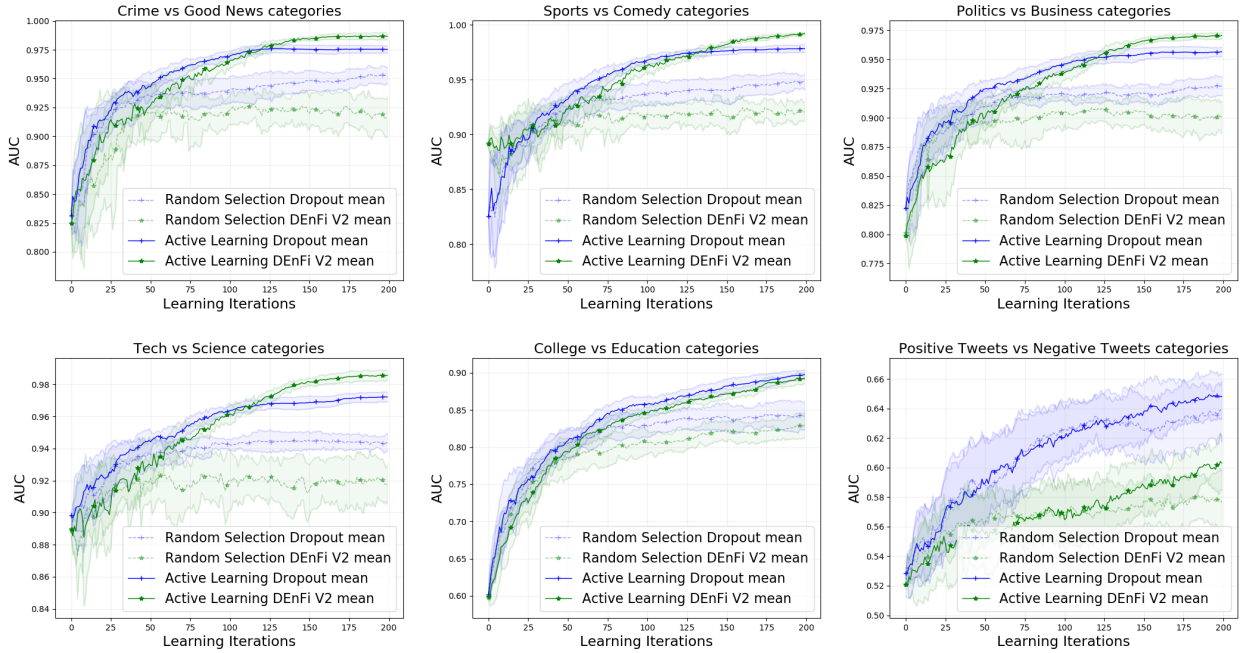 Crime vs Good News categories
AUC
1.000
0.975
0.950
0.925
0.900
0.875
0.850
0.825
0.800
Random Selection Dropout mean
Random Selection DEnFi V2 mean
Active Learning Dropout mean
Active Learning DEnFi V2 mean
0 25 50 75 100 125 150 175 200
Learning Iterations
Sports vs Comedy categories
AUC
1.00
0.95
0.90
0.85
0.80
Random Selection Dropout mean
Random Selection DEnFi V2 mean
Active Learning Dropout mean
Active Learning DEnFi V2 mean
0 25 50 75 100 125 150 175 200
Learning Iterations
Politics vs Business categories
AUC
0.975
0.950
0.925
0.900
0.875
0.850
0.825
0.800
0.775
Random Selection Dropout mean
Random Selection DEnFi V2 mean
Active Learning Dropout mean
Active Learning DEnFi V2 mean
0 25 50 75 100 125 150 175 200
Learning Iterations
Tech vs Science categories
AUC
0.98
0.96
0.94
0.92
0.90
0.88
0.86
0.84
Random Selection Dropout mean
Random Selection DEnFi V2 mean
Active Learning Dropout mean
Active Learning DEnFi V2 mean
0 25 50 75 100 125 150 175 200
Learning Iterations
College vs Education categories
AUC
0.90
0.85
0.80
0.75
0.70
0.65
0.60
Random Selection Dropout mean
Random Selection DEnFi V2 mean
Active Learning Dropout mean
Active Learning DEnFi V2 mean
0 25 50 75 100 125 150 175 200
Learning Iterations
Positive Tweets vs Negative Tweets categories
AUC
0.66
0.64
0.62
0.60
0.58
0.56
0.54
0.52
0.50
Random Selection Dropout mean
Random Selection DEnFi V2 mean
Active Learning Dropout mean
Active Learning DEnFi V2 mean
0 25 50 75 100 125 150 175 200
Learning Iterations